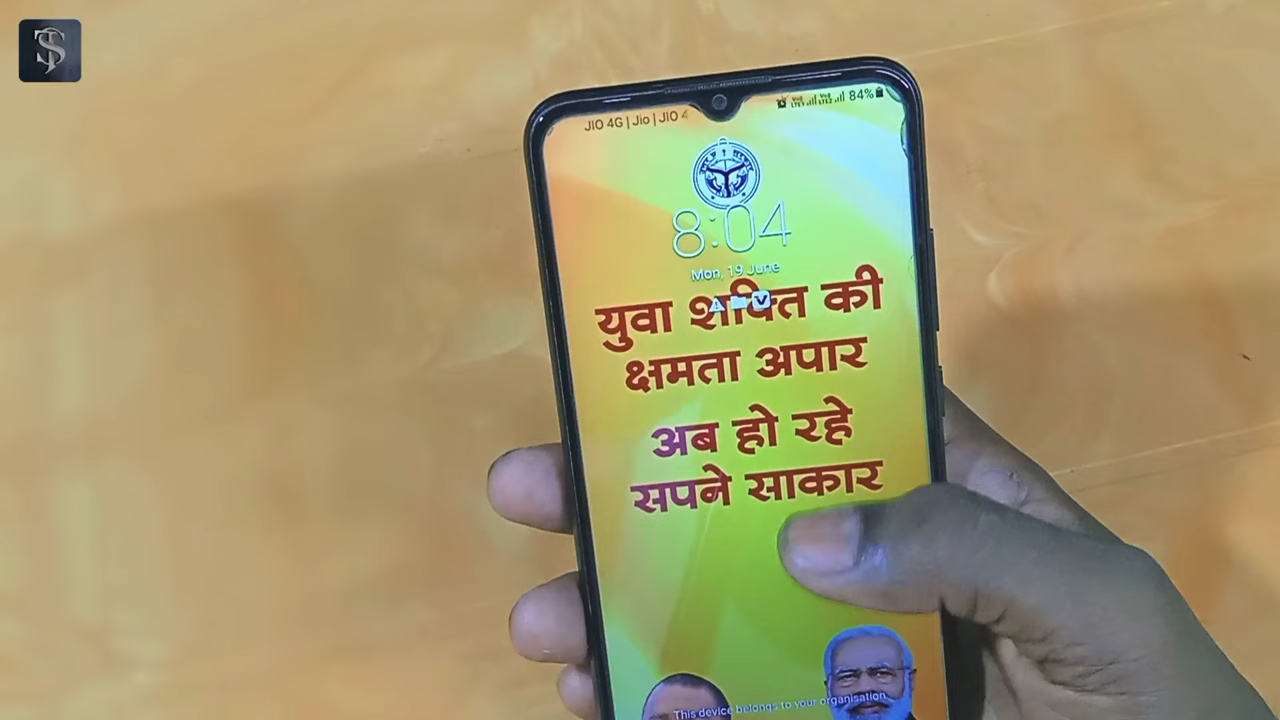 JIO 4G | Jio | JIO 4
84%
8:04
Mon, 19 June
युवा शक्ति की
क्षमता अपार
अब हो रहे
सपने साकार
This device belongs to your organisation